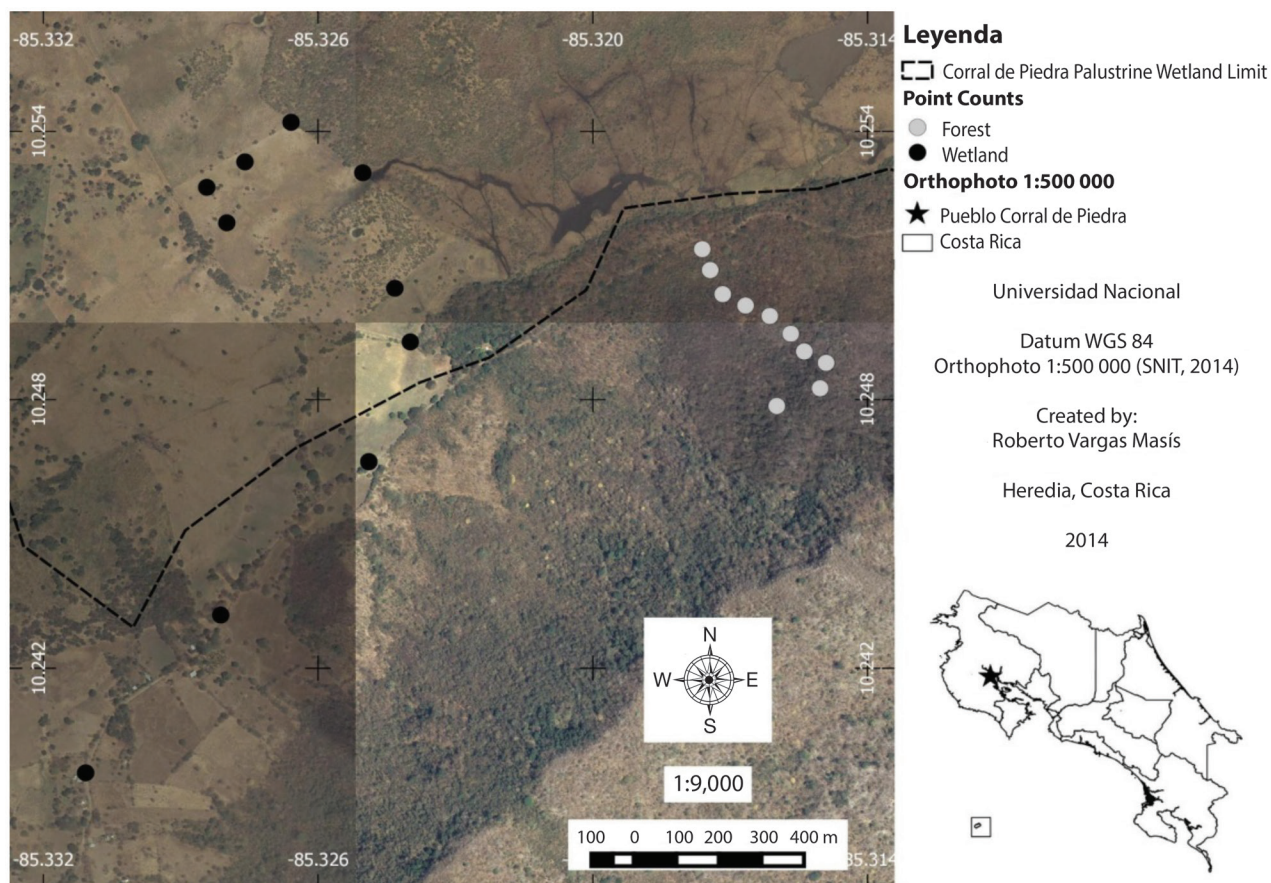 -85.332
-85.326
-85.320
-85.314
10.254
10.254
10.248
10.248
10.242
10.242
N
W
E
S
1:9,000
100 0 100 200 300 400 m
-85.332
-85.326
-85.314
Leyenda
Corral de Piedra Palustrine Wetland Limit
Point Counts
Forest
Wetland
Orthophoto 1:500 000
Pueblo Corral de Piedra
Costa Rica
Universidad Nacional
Datum WGS 84
Orthophoto 1:500 000 (SNIT, 2014)
Created by:
Roberto Vargas Masís
Heredia, Costa Rica
2014